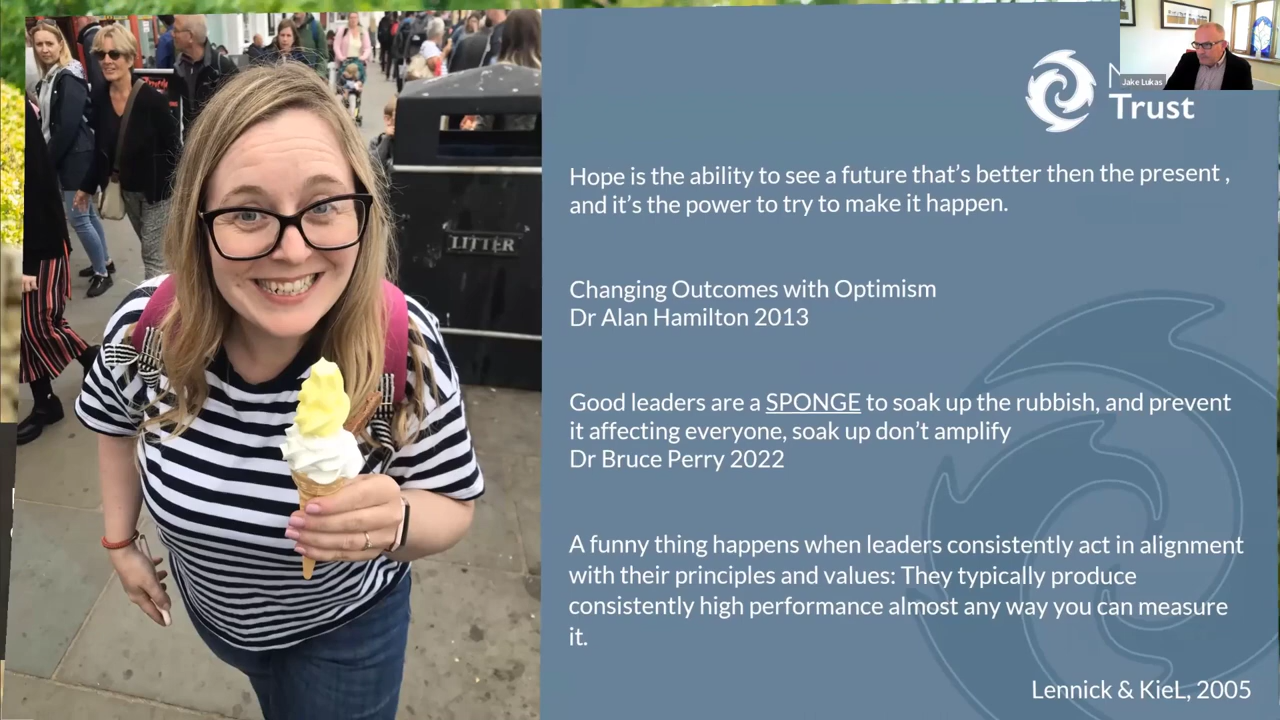 Jake Lukas
Trust
Hope is the ability to see a future that’s better then the present ,
and it’s the power to try to make it happen.
LITTER
Changing Outcomes with Optimism
Dr Alan Hamilton 2013
Good leaders are a SPONGE to soak up the rubbish, and prevent
it affecting everyone, soak up don’t amplify
Dr Bruce Perry 2022
A funny thing happens when leaders consistently act in alignment
with their principles and values: They typically produce
consistently high performance almost any way you can measure
it.
Lennick & KieL, 2005